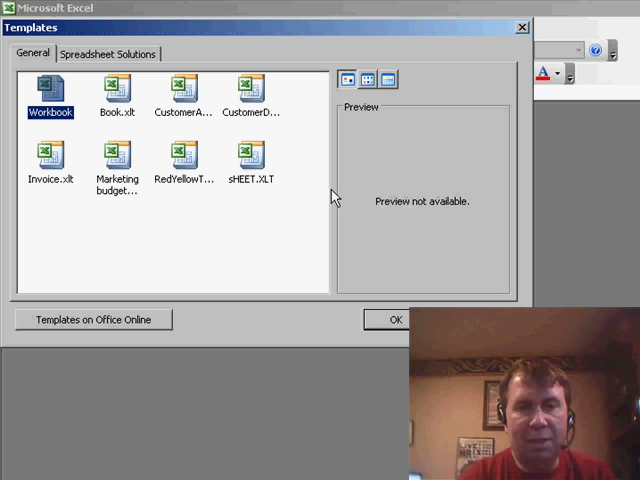 Microsoft Excel
Templates
General
Spreadsheet Solutions
Workbook
Book.xlt
CustomerA...
CustomerD...
Invoice.xlt
Marketing
budget...
RedYellowT...
sHEET.XLT
Preview
Preview not available.
Templates on Office Online
OK
A